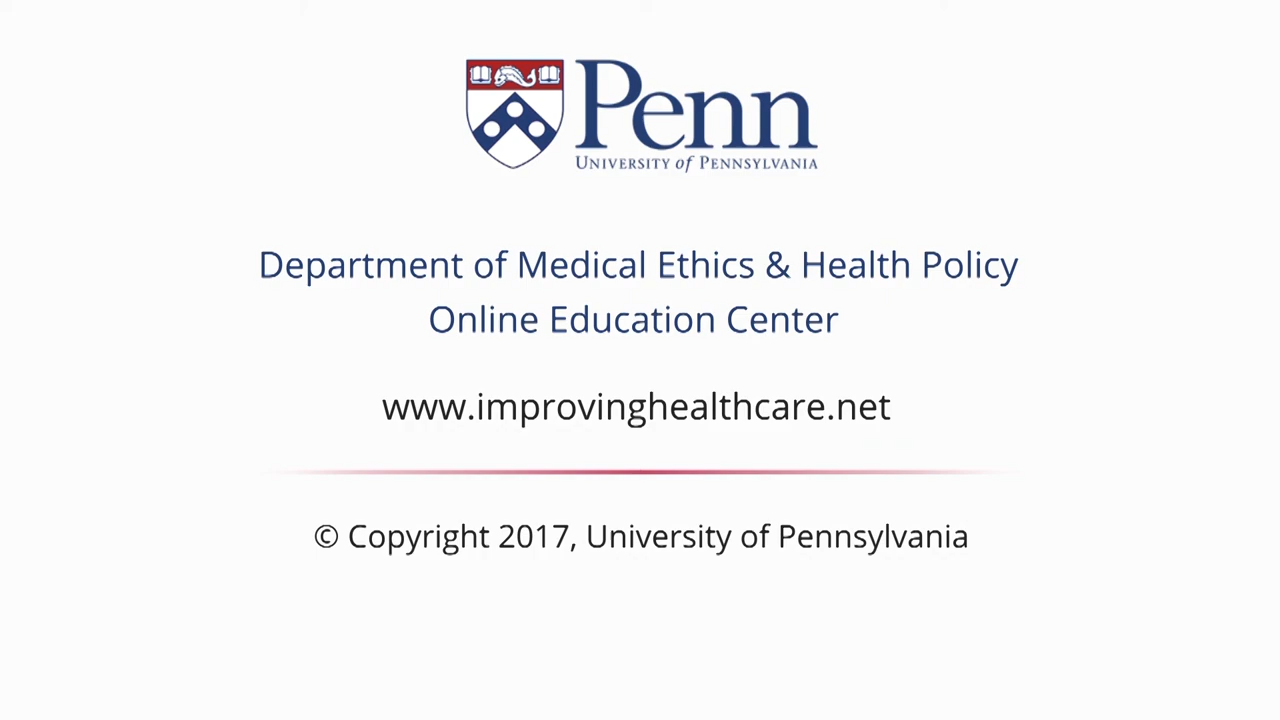 Penn
UNIVERSITY of PENNSYLVANIA
Department of Medical Ethics & Health Policy
Online Education Center
www.improvinghealthcare.net
© Copyright 2017, University of Pennsylvania